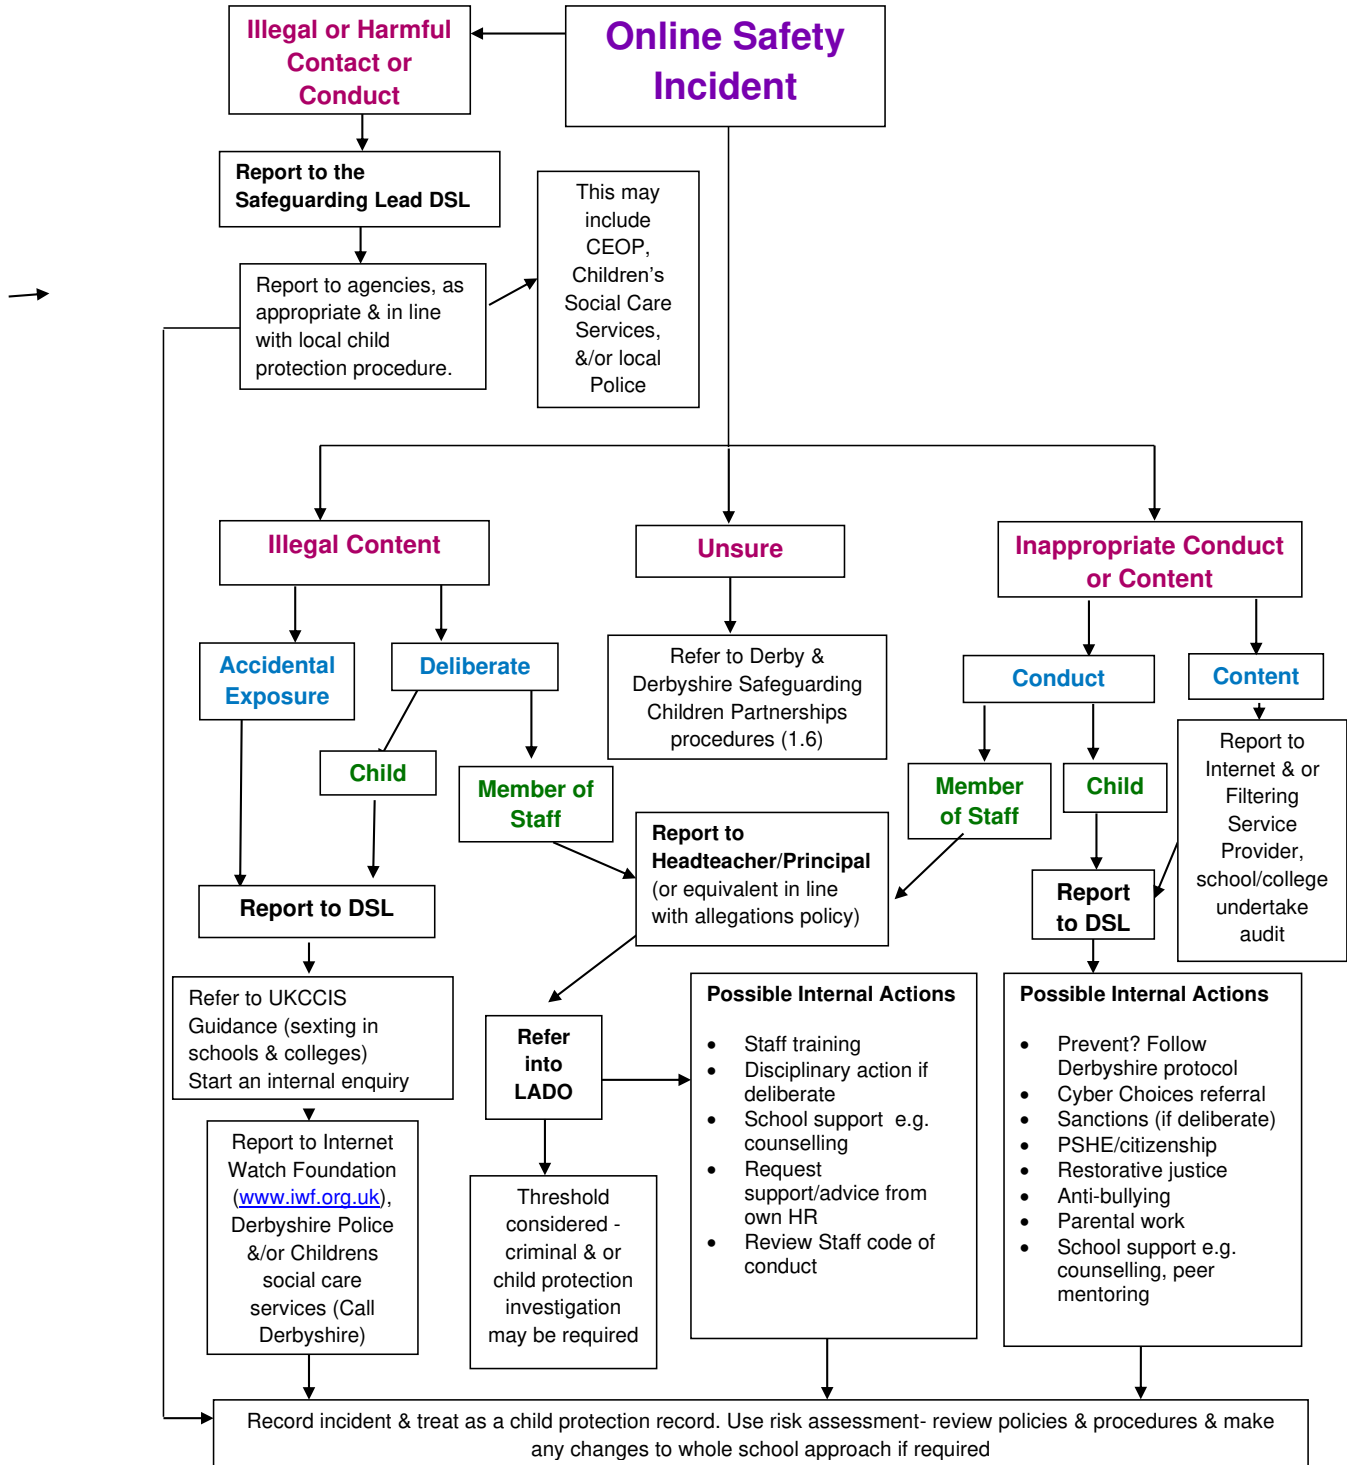 Illegal or Harmful
Contact or
Conduct
Online Safety
Incident
Report to the
Safeguarding Lead DSL
This may
include
CEOP,
Children's
Social Care
Services,
&/or local
Police
Report to agencies, as
appropriate & in line
with local child
protection procedure.
Illegal Content
Unsure
Inappropriate Conduct
or Content
Accidental
Exposure
Deliberate
Refer to Derby &
Derbyshire Safeguarding
Children Partnerships
procedures (1.6)
Conduct
Content
Child
Member of
Staff
Member
of Staff
Child
Report to
Internet & or
Filtering
Service
Provider,
school/college
undertake
audit
Report to
Headteacher/Principal
(or equivalent in line
with allegations policy)
Report to DSL
Report
to DSL
Refer to UKCCIS
Guidance (sexting in
schools & colleges)
Start an internal enquiry
Refer
into
LADO
Possible Internal Actions
• Staff training
• Disciplinary action if
deliberate
• School support e.g.
counselling
• Request
support/advice from
own HR
• Review Staff code of
conduct
Possible Internal Actions
• Prevent? Follow
Derbyshire protocol
• Cyber Choices referral
• Sanctions (if deliberate)
• PSHE/citizenship
• Restorative justice
• Anti-bullying
• Parental work
• School support e.g.
counselling, peer
mentoring
Report to Internet
Watch Foundation
(www.iwf.org.uk),
Derbyshire Police
&/or Childrens
social care
services (Call
Derbyshire)
Threshold
considered -
criminal & or
child protection
investigation
may be required
Record incident & treat as a child protection record. Use risk assessment- review policies & procedures & make
any changes to whole school approach if required